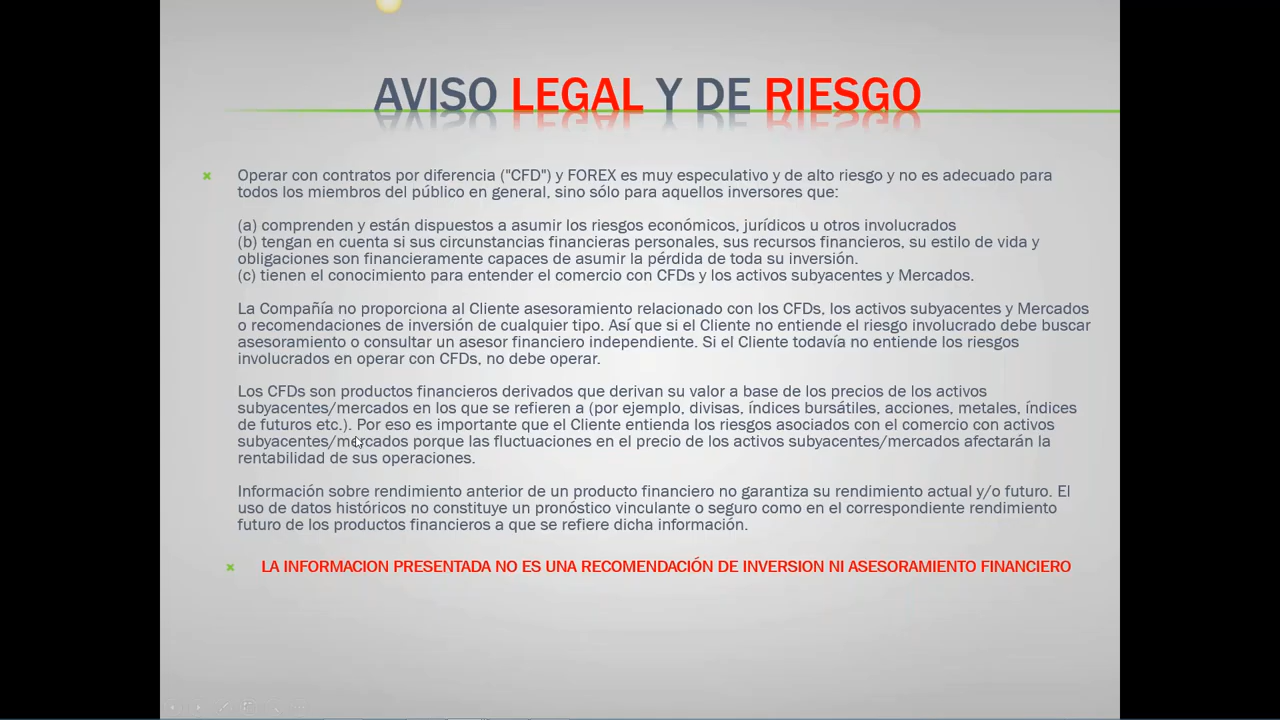 AVISO LEGAL Y DE RIESGO
Operar con contratos por diferencia ("CFD") y FOREX es muy especulativo y de alto riesgo y no es adecuado para
todos los miembros del público en general, sino sólo para aquellos inversores que:
(a) comprenden y están dispuestos a asumir los riesgos económicos, jurídicos u otros involucrados
(b) tengan en cuenta si sus circunstancias financieras personales, sus recursos financieros, su estilo de vida y
obligaciones son financieramente capaces de asumir la pérdida de toda su inversión.
(c) tienen el conocimiento para entender el comercio con CFDs y los activos subyacentes y Mercados.
La Compañía no proporciona al Cliente asesoramiento relacionado con los CFDs, los activos subyacentes y Mercados
o recomendaciones de inversión de cualquier tipo. Así que si el Cliente no entiende el riesgo involucrado debe buscar
asesoramiento o consultar un asesor financiero independiente. Si el Cliente todavía no entiende los riesgos
involucrados en operar con CFDs, no debe operar.
Los CFDs son productos financieros derivados que derivan su valor a base de los precios de los activos
subyacentes/mercados en los que se refieren a (por ejemplo, divisas, índices bursátiles, acciones, metales, índices
de futuros etc.). Por eso es importante que el Cliente entienda los riesgos asociados con el comercio con activos
subyacentes/mercados porque las fluctuaciones en el precio de los activos subyacentes/mercados afectarán la
rentabilidad de sus operaciones.
Información sobre rendimiento anterior de un producto financiero no garantiza su rendimiento actual y/o futuro. El
uso de datos históricos no constituye un pronóstico vinculante o seguro como en el correspondiente rendimiento
futuro de los productos financieros a que se refiere dicha información.
LA INFORMACION PRESENTADA NO ES UNA RECOMENDACIÓN DE INVERSION NI ASESORAMIENTO FINANCIERO